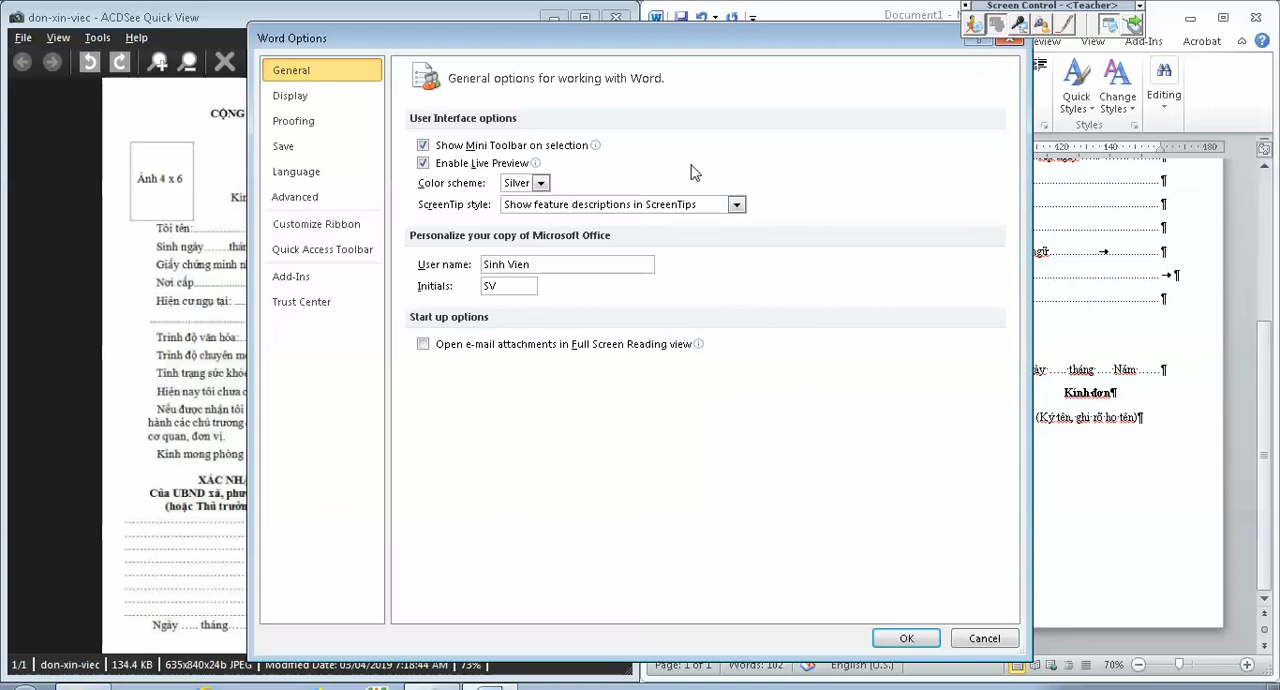 don-xin-viec - ACDSee Quick View
File View Tools Help
CỘNG
Ảnh 4 x 6
Tôi tên:
Sinh ngày......thán
Giấy chứng minh n
Nơi cấp
Hiện cư ngụ tại:
Trình độ văn hóa:
Trình độ chuyên mô
Tình trạng sức khỏ
Hiện nay tôi chưa c
Nếu được nhận tôi
hành các chủ trương
cơ quan, đơn vị.
Kính mong phòng
XÁC NHẬ
Của UBND xã, phườ
(hoặc Thủ trưởn
Ngày ..... tháng
1/1 don-xin-viec 134.4 KB 635x840x24b JPEG Modified Date: 03/04/2019 7:18:44 AM 73%
Word Options
General
Display
Proofing
Save
Language
Advanced
Customize Ribbon
Quick Access Toolbar
Add-Ins
Trust Center
General options for working with Word.
User Interface options
Show Mini Toolbar on selection
Enable Live Preview
Color scheme: Silver
ScreenTip style: Show feature descriptions in ScreenTips
Personalize your copy of Microsoft Office
User name: Sinh Vien
Initials: SV
Start up options
Open e-mail attachments in Full Screen Reading view
OK Cancel
Document1 - M
Screen Control - <Teacher>
View Add-Ins Acrobat
Quick Styles
Change Styles
Editing
Styles
120 140 180
ngữ
tháng ..... Năm ¶
Kính đơn¶
(Ký tên, ghi rõ họ tên)¶
Page: 1 of 1 Words: 102 English (U.S.) 70%